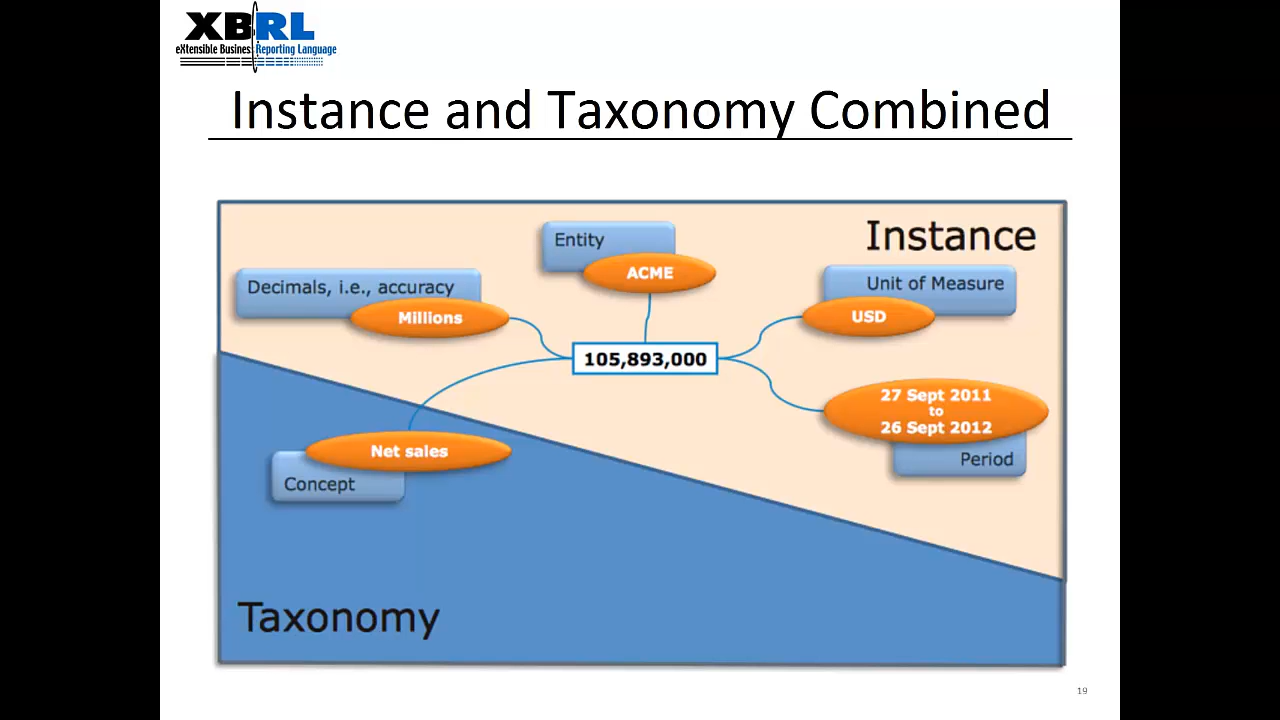 XBRL
eXtensible Business Reporting Language
Instance and Taxonomy Combined
Instance
Entity
ACME
Decimals, i.e., accuracy
Millions
Unit of Measure
USD
105,893,000
27 Sept 2011
to
26 Sept 2012
Period
Net sales
Concept
Taxonomy
19